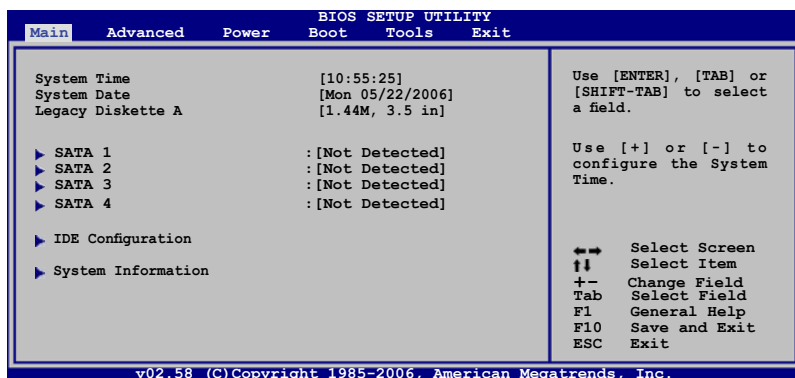 BIOS SETUP UTILITY
Main Advanced Power Boot Tools Exit
System Time [10:55:25]
System Date [Mon 05/22/2006]
Legacy Diskette A [1.44M, 3.5 in]
SATA 1 :[Not Detected]
SATA 2 :[Not Detected]
SATA 3 :[Not Detected]
SATA 4 :[Not Detected]
IDE Configuration
System Information
Use [ENTER], [TAB] or
[SHIFT-TAB] to select
a field.
Use [+] or [-] to
configure the System
Time.
←→ Select Screen
↑↓ Select Item
+- Change Field
Tab Select Field
F1 General Help
F10 Save and Exit
ESC Exit
v02.58 (C)Copyright 1985-2006, American Megatrends, Inc.